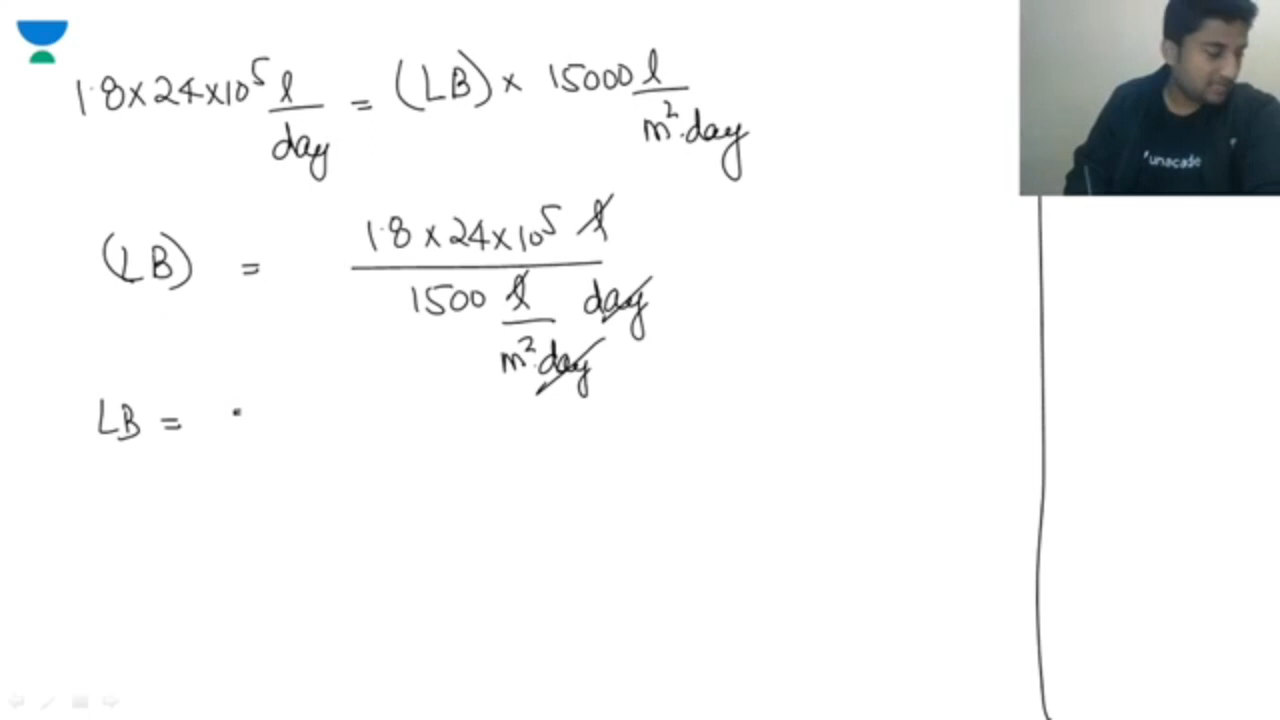 1.8×24×10⁵ l/day = (LB) × 15000 l/m².day
(LB) = 1.8×24×10⁵ l / 1500 l/m².day day
LB =
'unacade